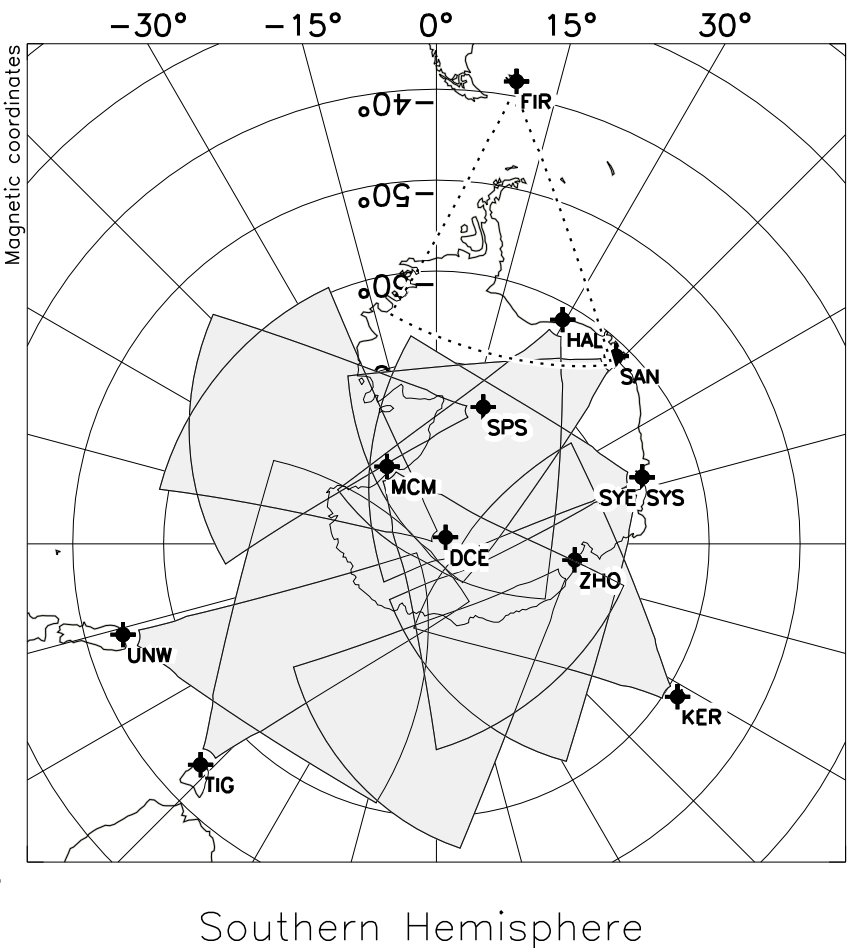 −30° −15° 0° 15° 30°
Magnetic coordinates
−40°
FIR
−50°
HAL
SAN
SPS
MCM
SYE SYS
DCE
ZHO
UNW
KER
TIG
Southern Hemisphere